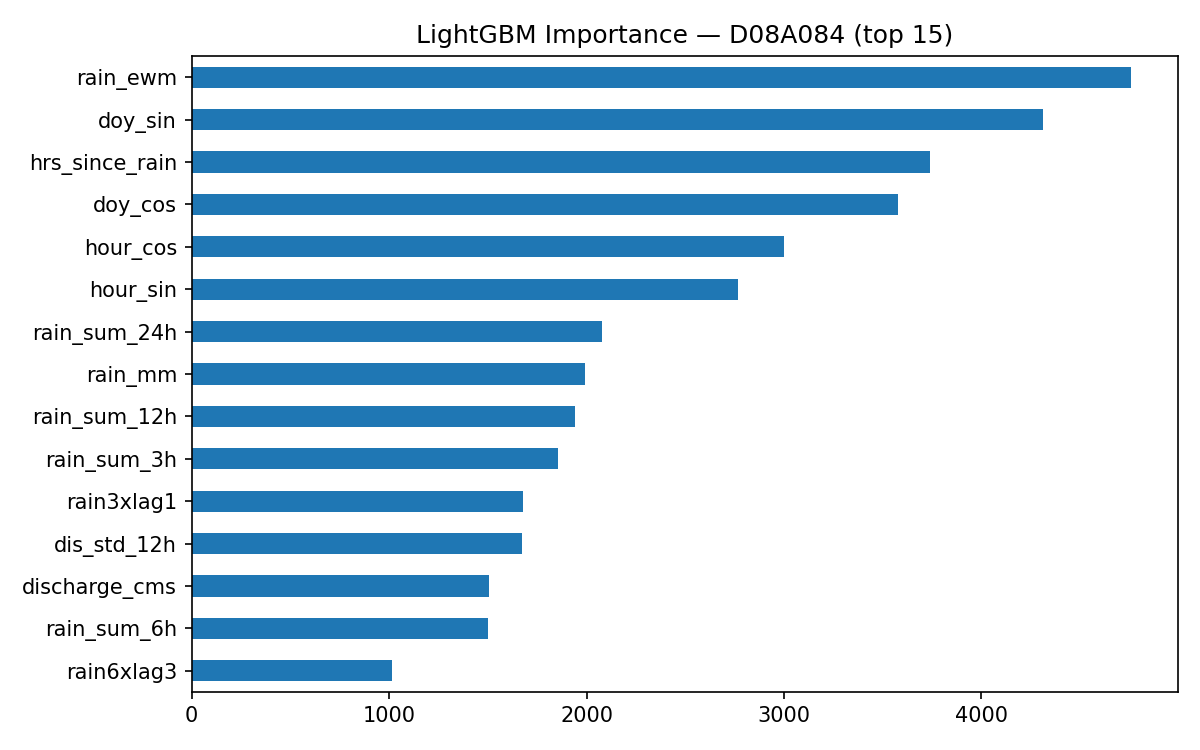 LightGBM Importance — D08A084 (top 15)
rain_ewm
doy_sin
hrs_since_rain
doy_cos
hour_cos
hour_sin
rain_sum_24h
rain_mm
rain_sum_12h
rain_sum_3h
rain3xlag1
dis_std_12h
discharge_cms
rain_sum_6h
rain6xlag3
0 1000 2000 3000 4000